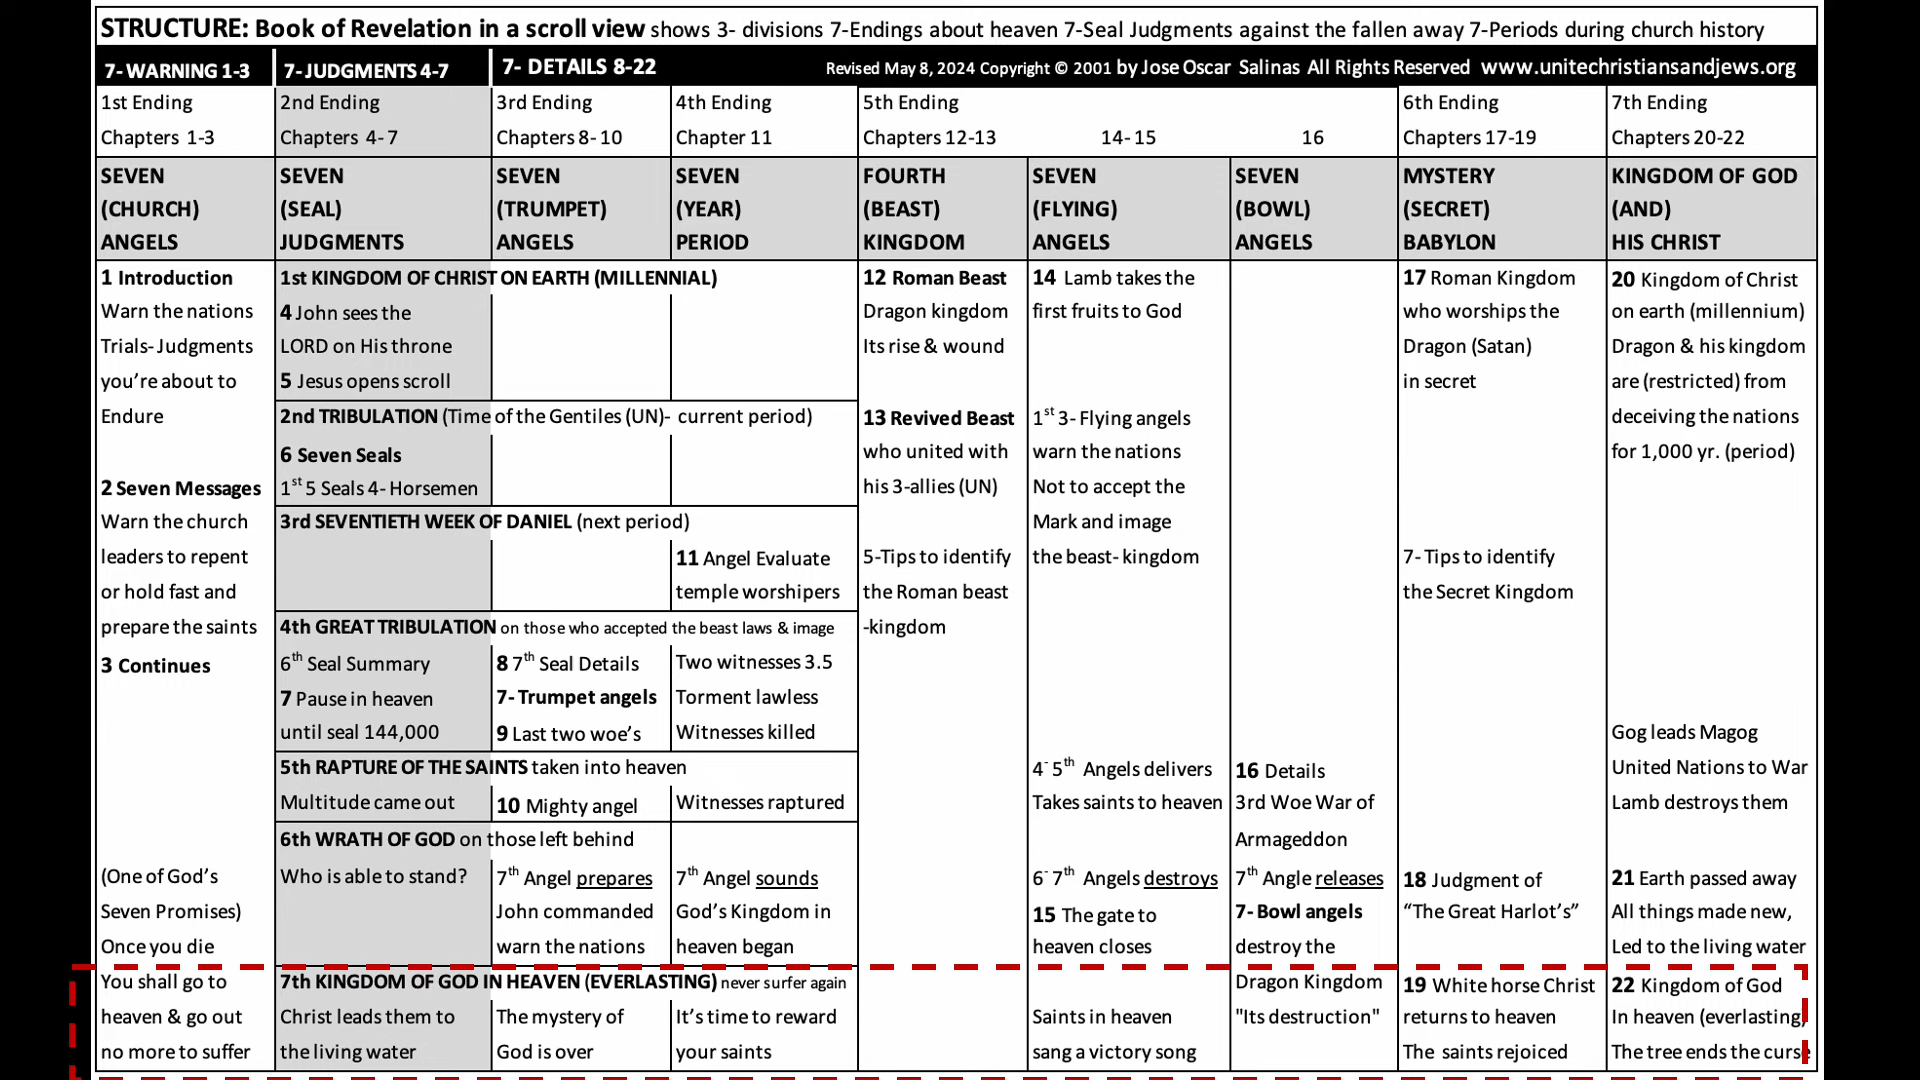 STRUCTURE: Book of Revelation in a scroll view shows 3- divisions 7-Endings about heaven 7-Seal Judgments against the fallen away 7-Periods during church history
7- WARNING 1-3
7- JUDGMENTS 4-7
7- DETAILS 8-22
Revised May 8, 2024 Copyright © 2001 by Jose Oscar Salinas All Rights Reserved www.unitechristiansandjews.org
1st Ending
Chapters 1-3
2nd Ending
Chapters 4- 7
3rd Ending
Chapters 8- 10
4th Ending
Chapter 11
5th Ending
Chapters 12-13
14- 15
16
6th Ending
Chapters 17-19
7th Ending
Chapters 20-22
SEVEN
(CHURCH)
ANGELS
SEVEN
(SEAL)
JUDGMENTS
SEVEN
(TRUMPET)
ANGELS
SEVEN
(YEAR)
PERIOD
FOURTH
(BEAST)
KINGDOM
SEVEN
(FLYING)
ANGELS
SEVEN
(BOWL)
ANGELS
MYSTERY
(SECRET)
BABYLON
KINGDOM OF GOD
(AND)
HIS CHRIST
1 Introduction
Warn the nations
Trials- Judgments
you're about to
Endure
2 Seven Messages
Warn the church
leaders to repent
or hold fast and
prepare the saints
3 Continues
(One of God's
Seven Promises)
Once you die
You shall go to
heaven & go out
no more to suffer
1st KINGDOM OF CHRIST ON EARTH (MILLENNIAL)
4 John sees the
LORD on His throne
5 Jesus opens scroll
2nd TRIBULATION (Time of the Gentiles (UN)- current period)
6 Seven Seals
1st 5 Seals 4- Horsemen
3rd SEVENTIETH WEEK OF DANIEL (next period)
11 Angel Evaluate
temple worshipers
4th GREAT TRIBULATION on those who accepted the beast laws & image
6th Seal Summary
7 Pause in heaven
until seal 144,000
8 7th Seal Details
7- Trumpet angels
9 Last two woe's
Two witnesses 3.5
Torment lawless
Witnesses killed
5th RAPTURE OF THE SAINTS taken into heaven
Multitude came out
10 Mighty angel
Witnesses raptured
6th WRATH OF GOD on those left behind
Who is able to stand?
7th Angel prepares
John commanded
warn the nations
7th Angel sounds
God's Kingdom in
heaven began
7th KINGDOM OF GOD IN HEAVEN (EVERLASTING) never surfer again
Christ leads them to
the living water
The mystery of
God is over
It's time to reward
your saints
12 Roman Beast
Dragon kingdom
Its rise & wound
13 Revived Beast
who united with
his 3-allies (UN)
5-Tips to identify
the Roman beast
-kingdom
14 Lamb takes the
first fruits to God
1st 3- Flying angels
warn the nations
Not to accept the
Mark and image
the beast- kingdom
4- 5th Angels delivers
Takes saints to heaven
6- 7th Angels destroys
15 The gate to
heaven closes
Saints in heaven
sang a victory song
16 Details
3rd Woe War of
Armageddon
7th Angle releases
7- Bowl angels
destroy the
Dragon Kingdom
"Its destruction"
17 Roman Kingdom
who worships the
Dragon (Satan)
in secret
7- Tips to identify
the Secret Kingdom
18 Judgment of
"The Great Harlot's"
19 White horse Christ
returns to heaven
The saints rejoiced
20 Kingdom of Christ
on earth (millennium)
Dragon & his kingdom
are (restricted) from
deceiving the nations
for 1,000 yr. (period)
Gog leads Magog
United Nations to War
Lamb destroys them
21 Earth passed away
All things made new,
Led to the living water
22 Kingdom of God
In heaven (everlasting)
The tree ends the curse